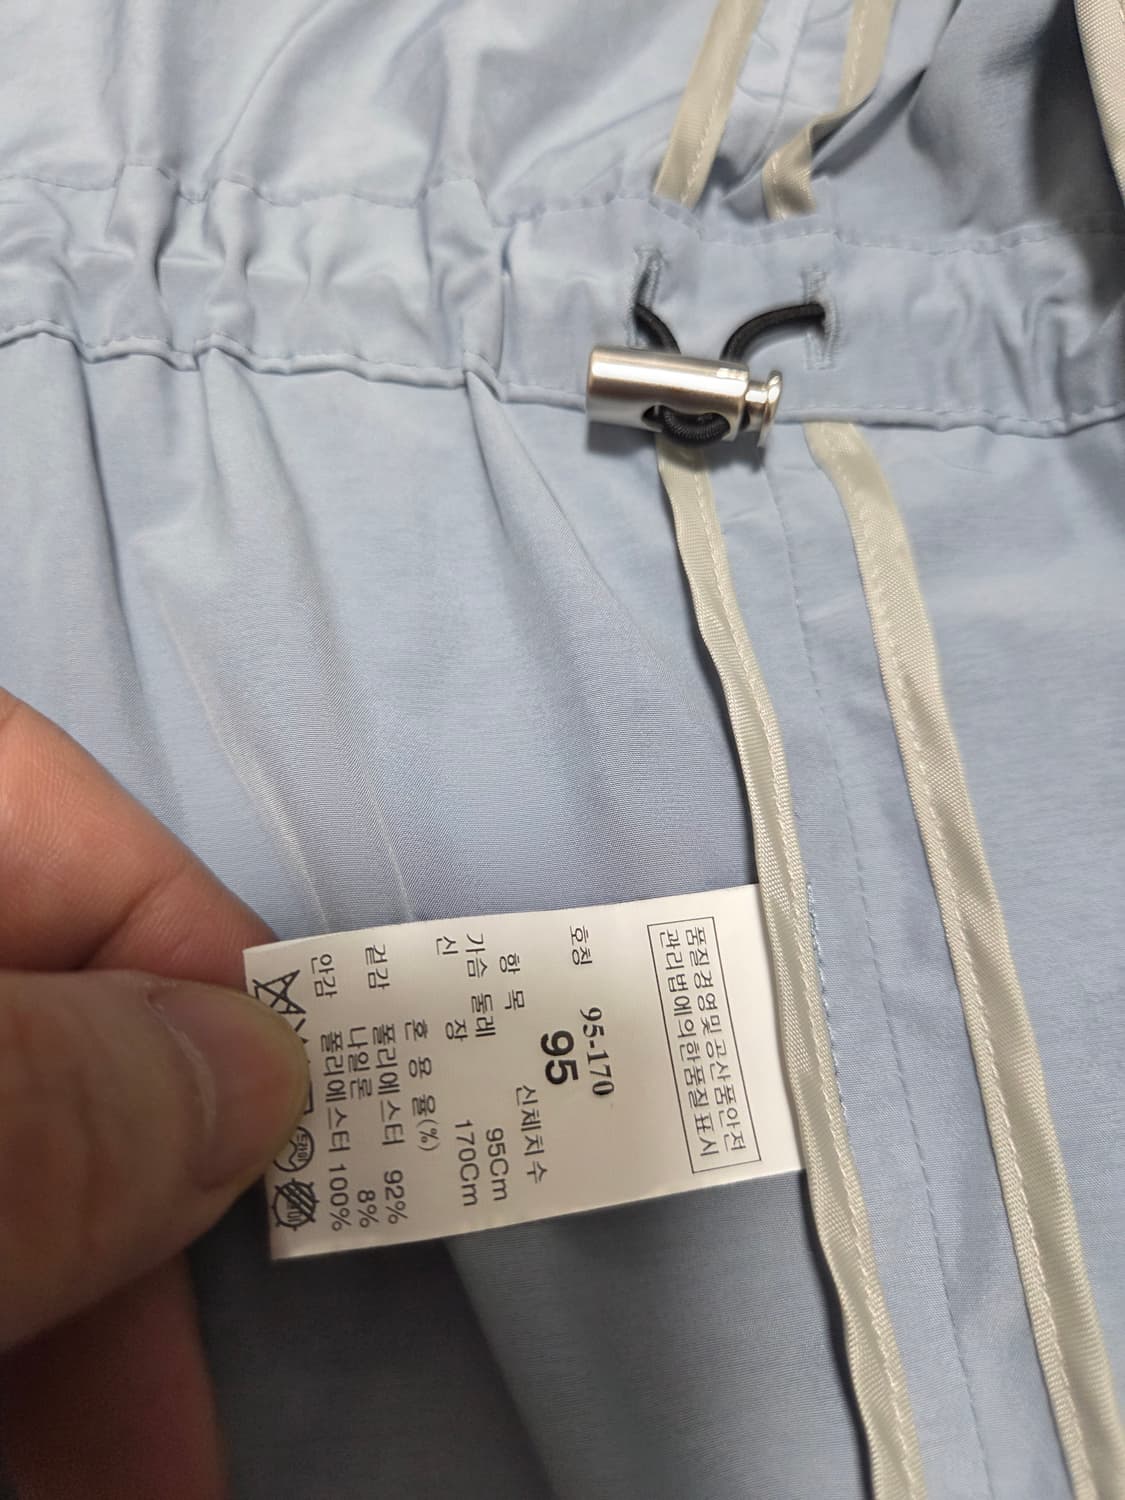 품질경영및 공산품안전
관리법에의한품질 표시
호칭 95-170
95
항 목 신체치수
가슴 둘레 95Cm
신 장 170Cm
혼 용 율(%)
겉감 폴리에스터 92%
나일론 8%
안감 폴리에스터 100%